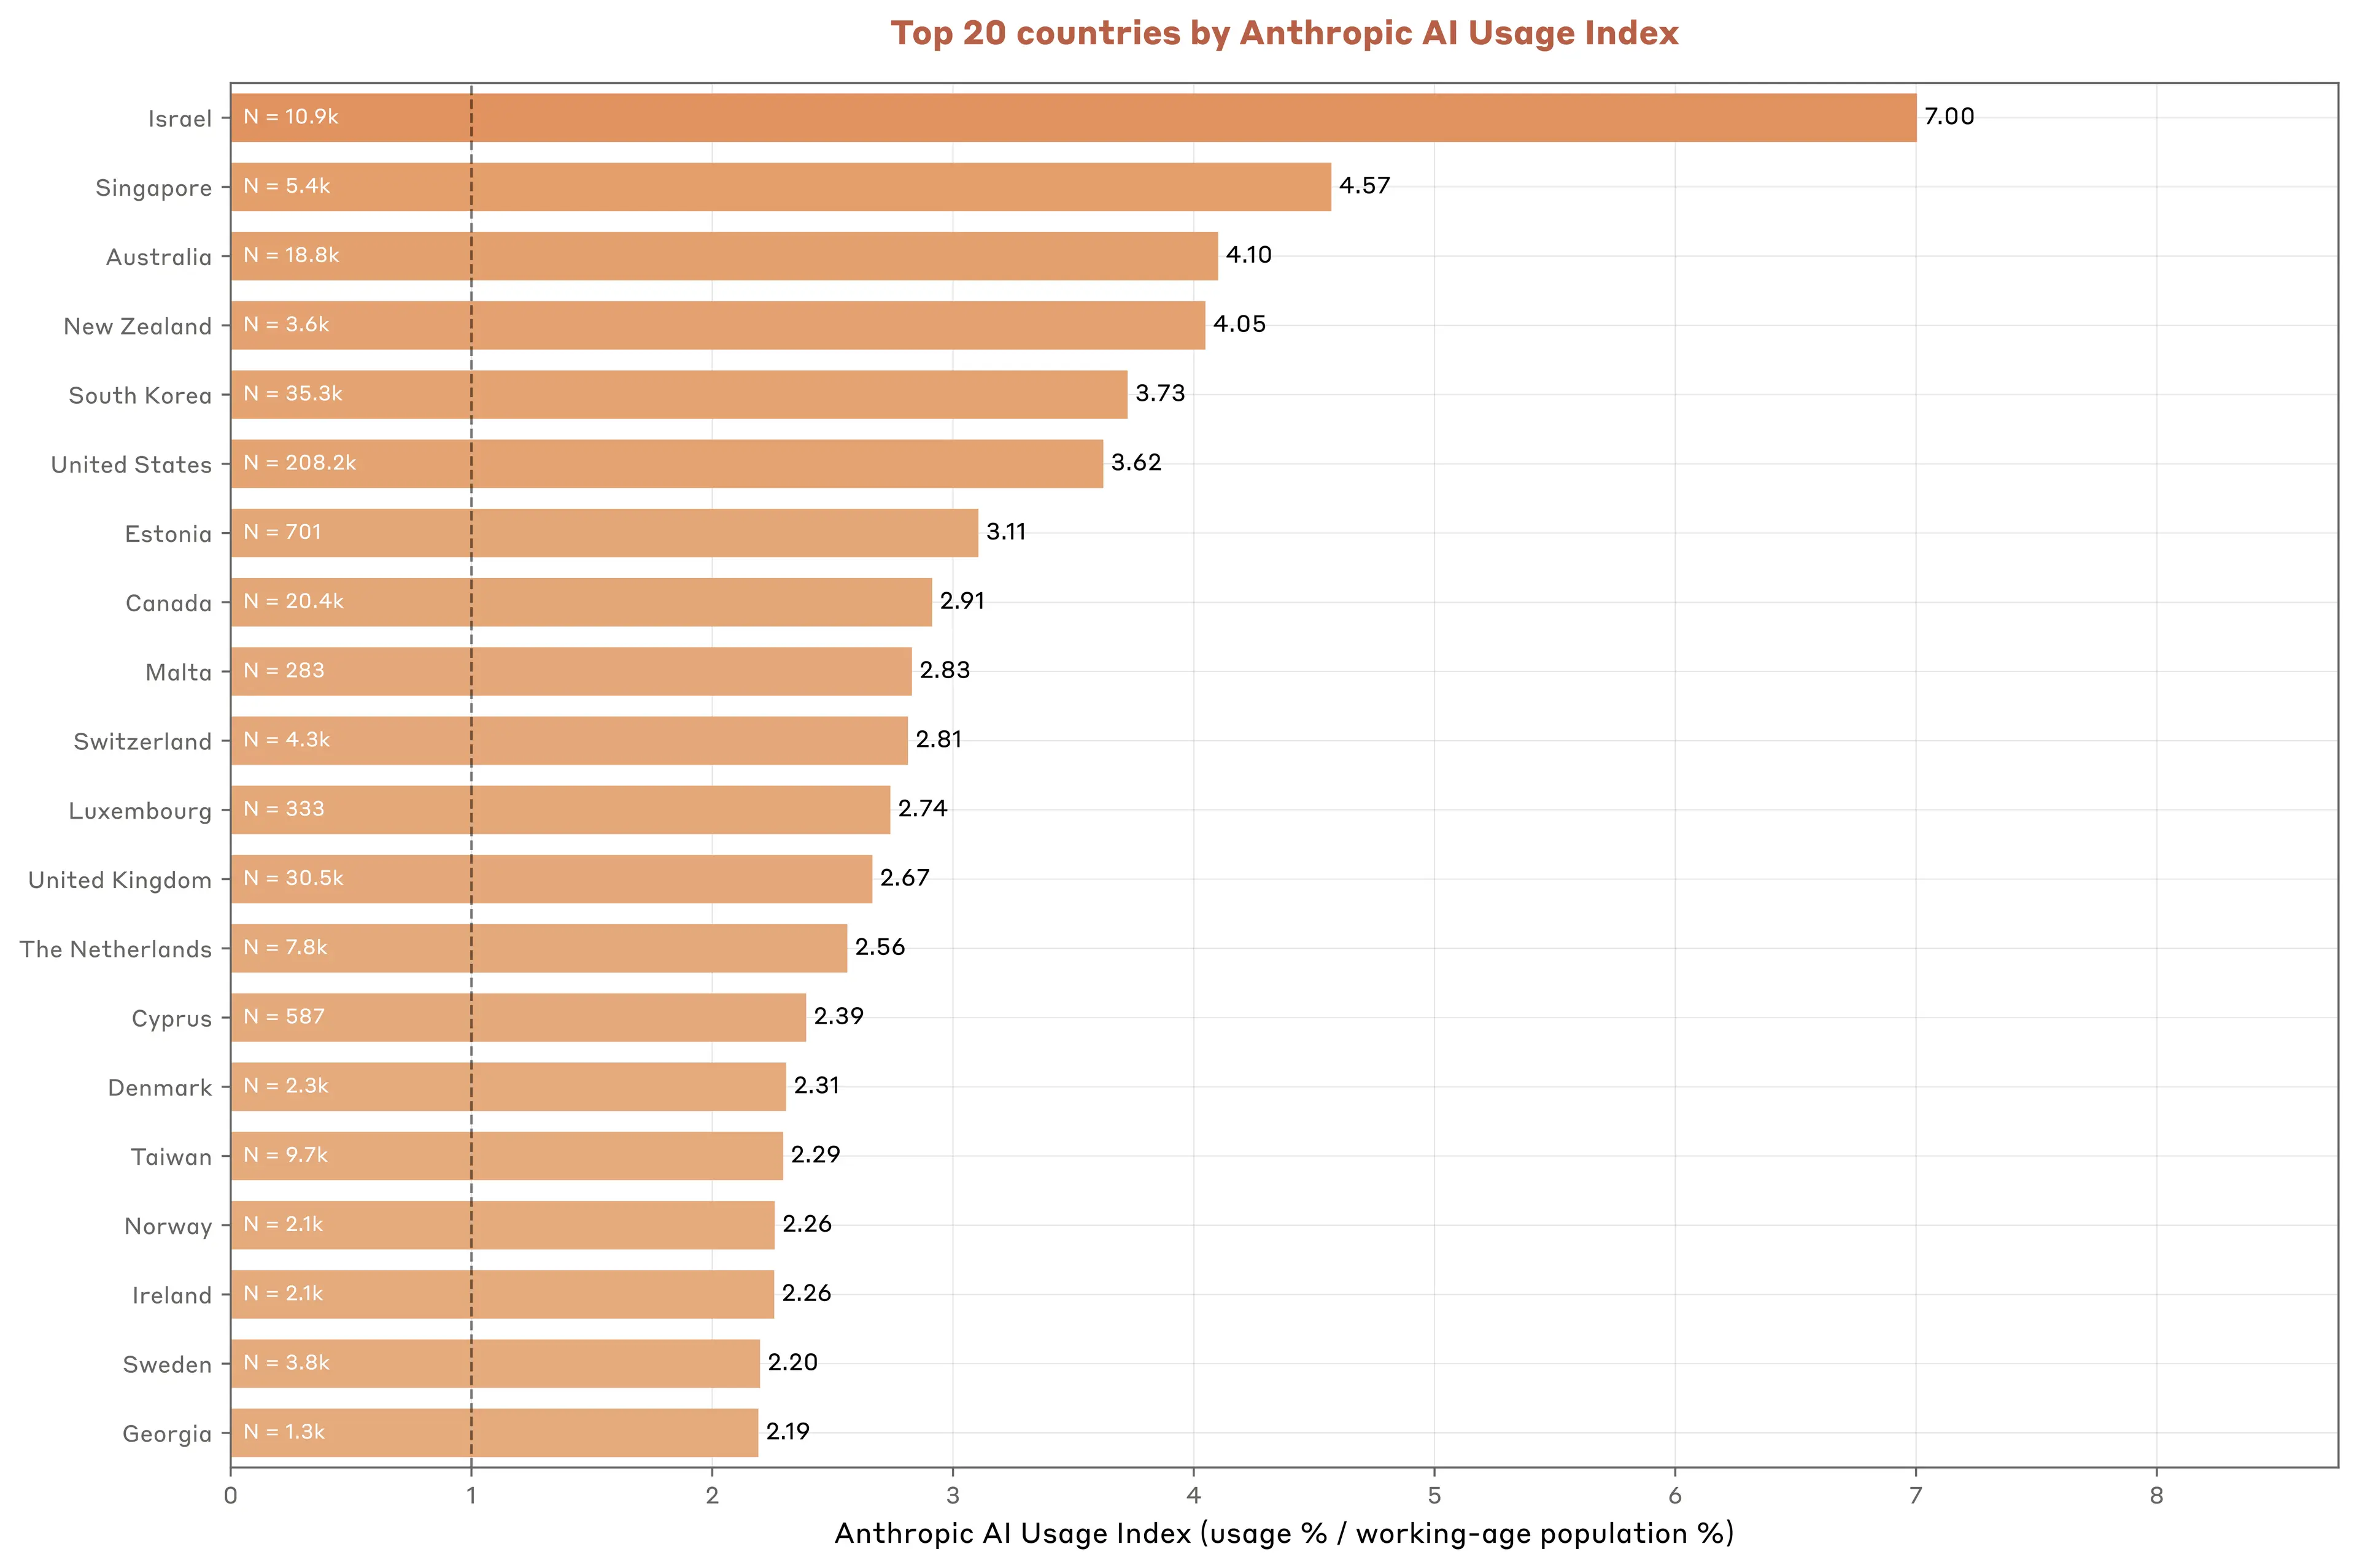 Top 20 countries by Anthropic AI Usage Index
Israel N = 10.9k 7.00
Singapore N = 5.4k 4.57
Australia N = 18.8k 4.10
New Zealand N = 3.6k 4.05
South Korea N = 35.3k 3.73
United States N = 208.2k 3.62
Estonia N = 701 3.11
Canada N = 20.4k 2.91
Malta N = 283 2.83
Switzerland N = 4.3k 2.81
Luxembourg N = 333 2.74
United Kingdom N = 30.5k 2.67
The Netherlands N = 7.8k 2.56
Cyprus N = 587 2.39
Denmark N = 2.3k 2.31
Taiwan N = 9.7k 2.29
Norway N = 2.1k 2.26
Ireland N = 2.1k 2.26
Sweden N = 3.8k 2.20
Georgia N = 1.3k 2.19
0 1 2 3 4 5 6 7 8
Anthropic AI Usage Index (usage % / working-age population %)